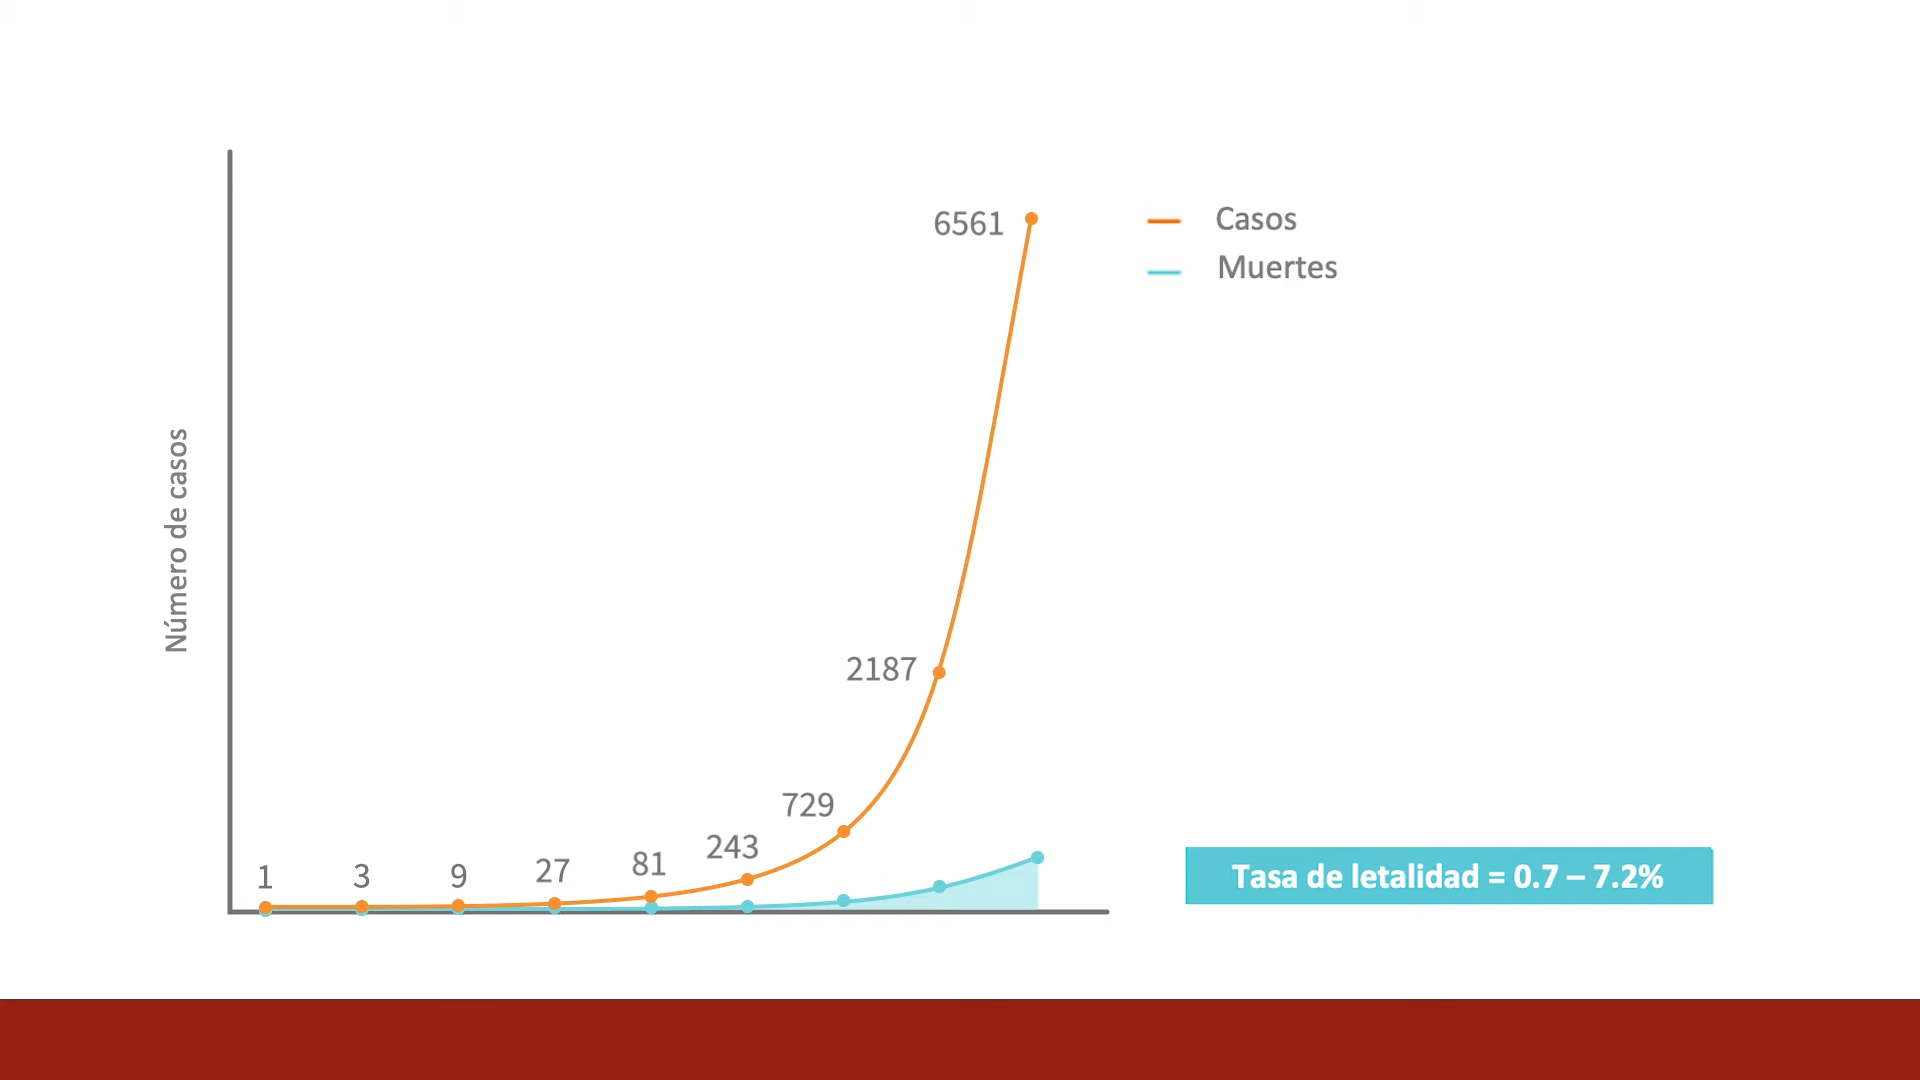 6561
Casos
Muertes
Número de casos
2187
729
243
81
27
9
3
1
Tasa de letalidad = 0.7 – 7.2%